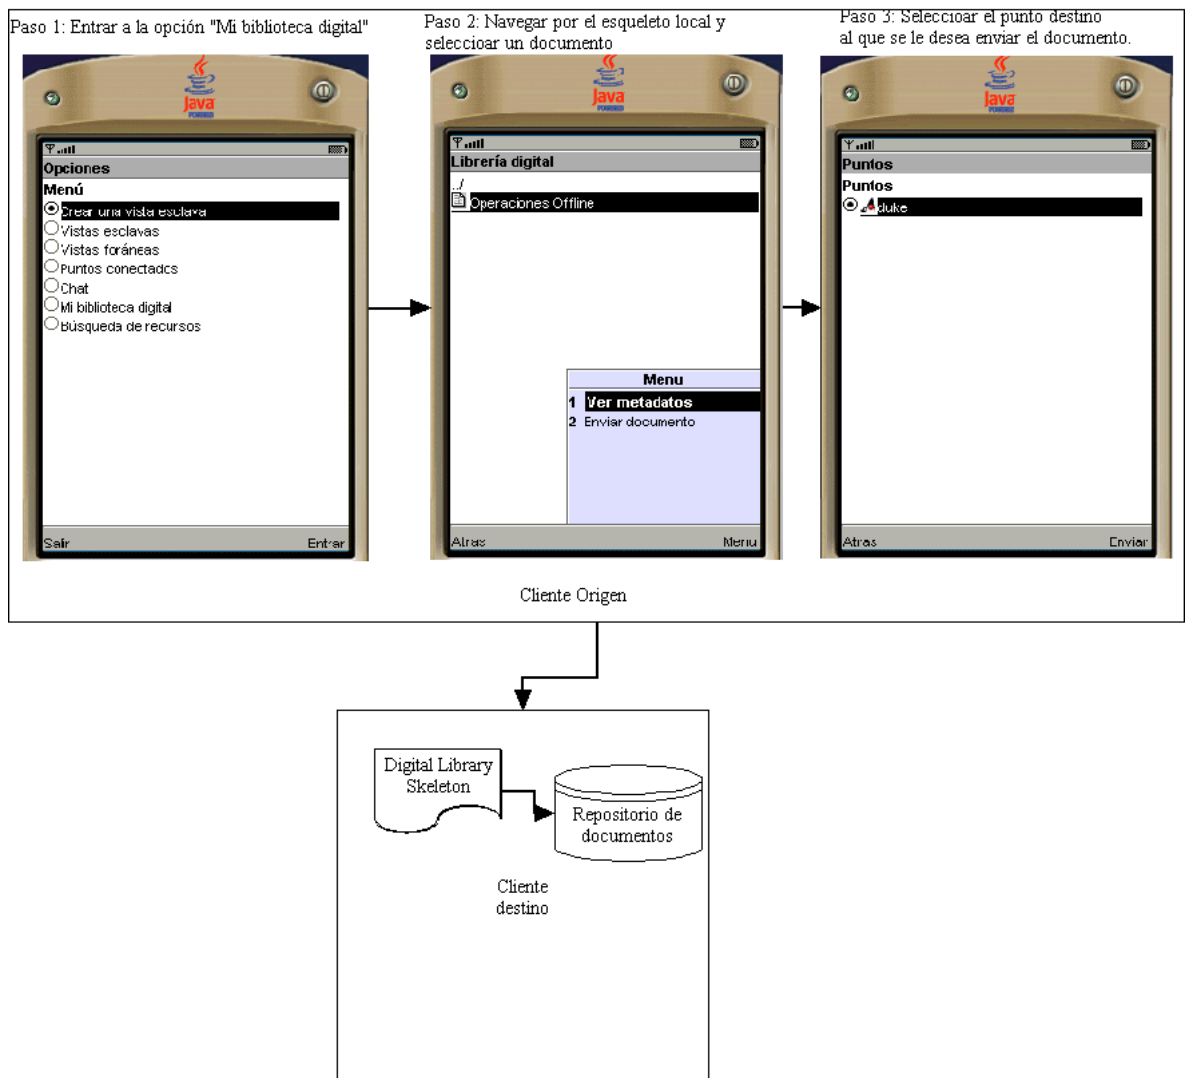 Paso 1: Entrar a la opción "Mi biblioteca digital"
Paso 2: Navegar por el esqueleto local y
seleccioar un documento
Paso 3: Seleccioar el punto destino
al que se le desea enviar el documento.
Java
POWERED
Opciones
Menú
Crear una vista esclava
Vistas esclavas
Vistas foráneas
Puntos conectados
Chat
Mi biblioteca digital
Búsqueda de recursos
Salir
Entrar
Java
POWERED
Librería digital
../
Operaciones Offline
Menu
1 Ver metadatos
2 Enviar documento
Atras
Menu
Java
POWERED
Puntos
Puntos
duke
Atras
Enviar
Cliente Origen
Digital Library
Skeleton
Repositorio de
documentos
Cliente
destino